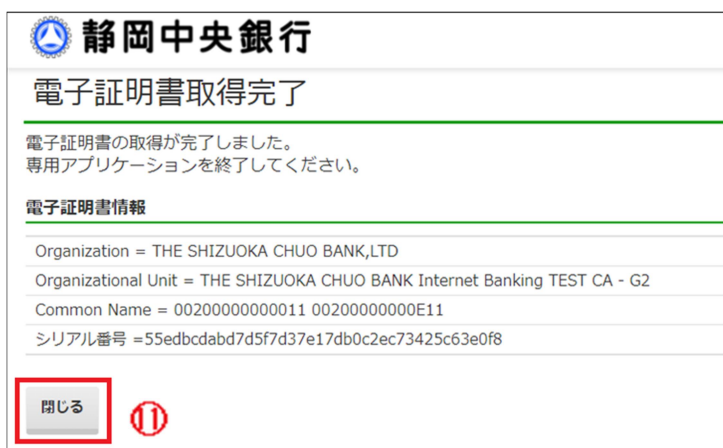 静岡中央銀行
電子証明書取得完了
電子証明書の取得が完了しました。
専用アプリケーションを終了してください。
電子証明書情報
Organization = THE SHIZUOKA CHUO BANK,LTD
Organizational Unit = THE SHIZUOKA CHUO BANK Internet Banking TEST CA - G2
Common Name = 00200000000011 00200000000E11
シリアル番号 =55edbcdabd7d5f7d37e17db0c2ec73425c63e0f8
閉じる ⑪